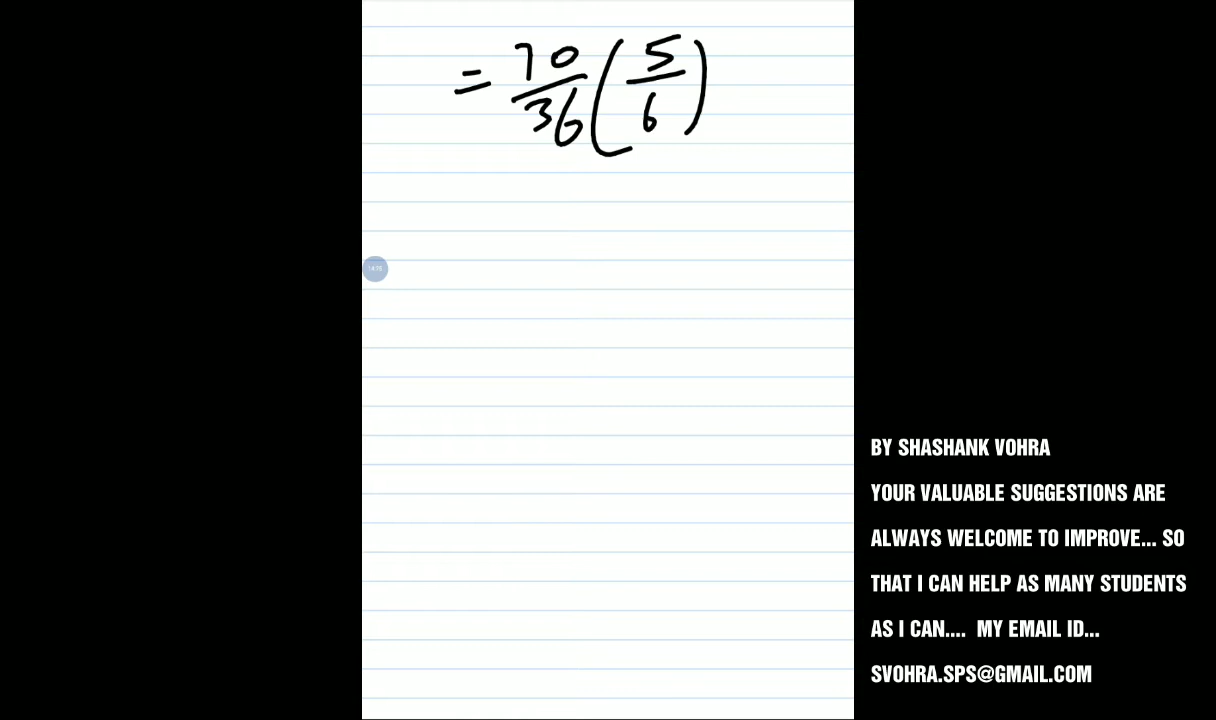 = 70/36 (5/6)
BY SHASHANK VOHRA
YOUR VALUABLE SUGGESTIONS ARE
ALWAYS WELCOME TO IMPROVE... SO
THAT I CAN HELP AS MANY STUDENTS
AS I CAN.... MY EMAIL ID...
SVOHRA.SPS@GMAIL.COM